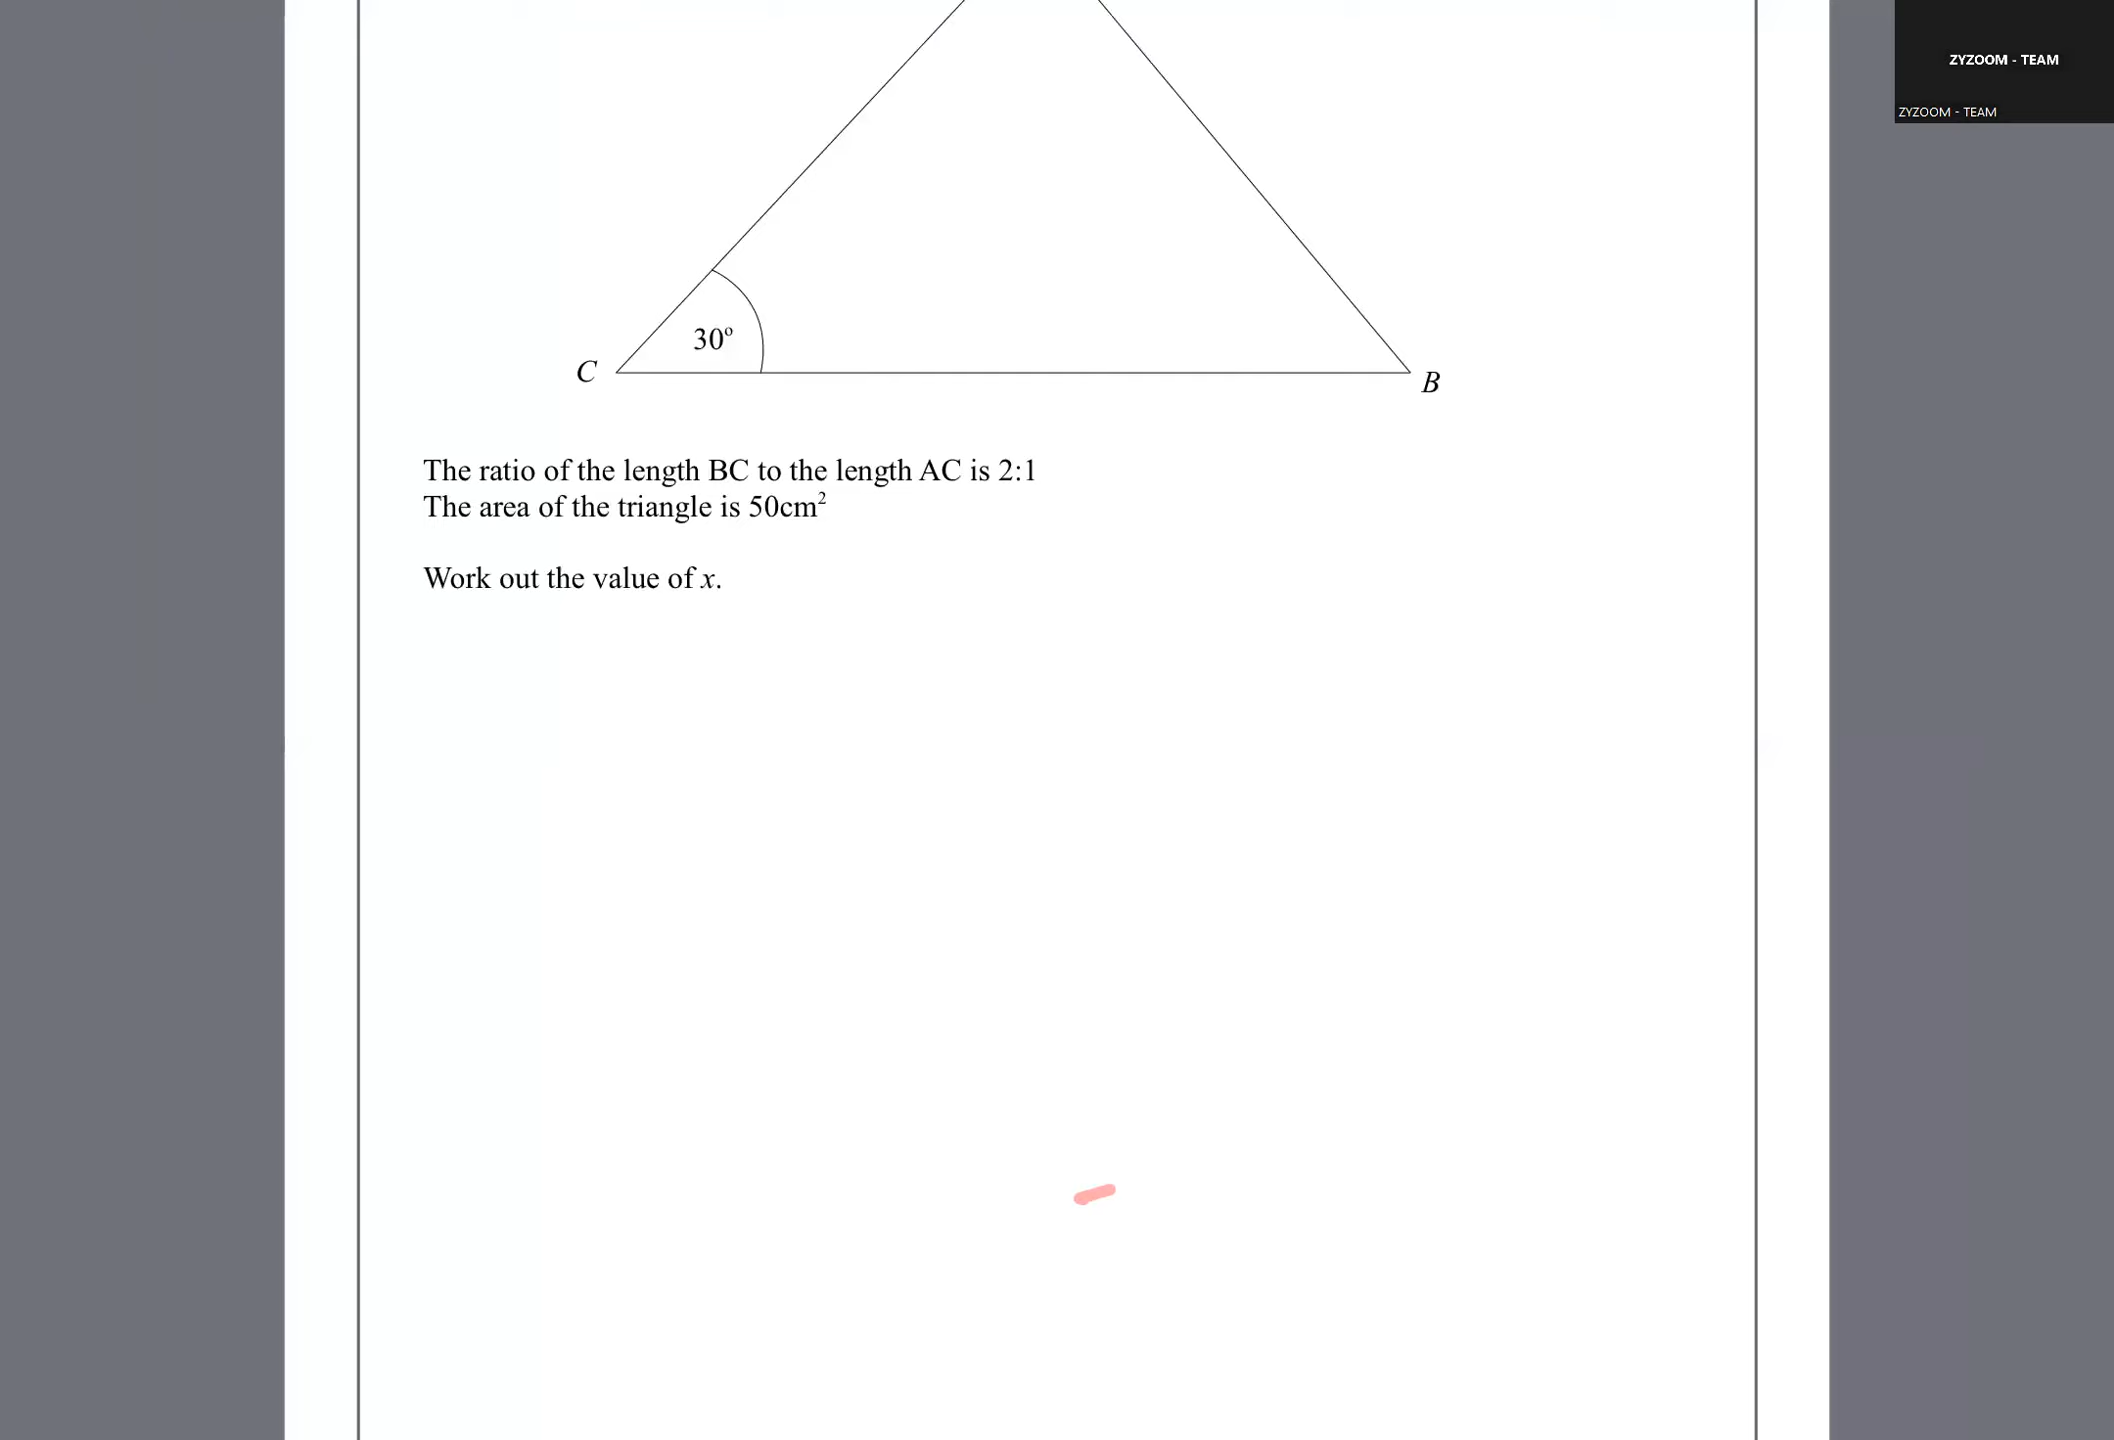 ZYZOOM - TEAM
ZYZOOM - TEAM
30º
C
B
The ratio of the length BC to the length AC is 2:1
The area of the triangle is 50cm²
Work out the value of x.